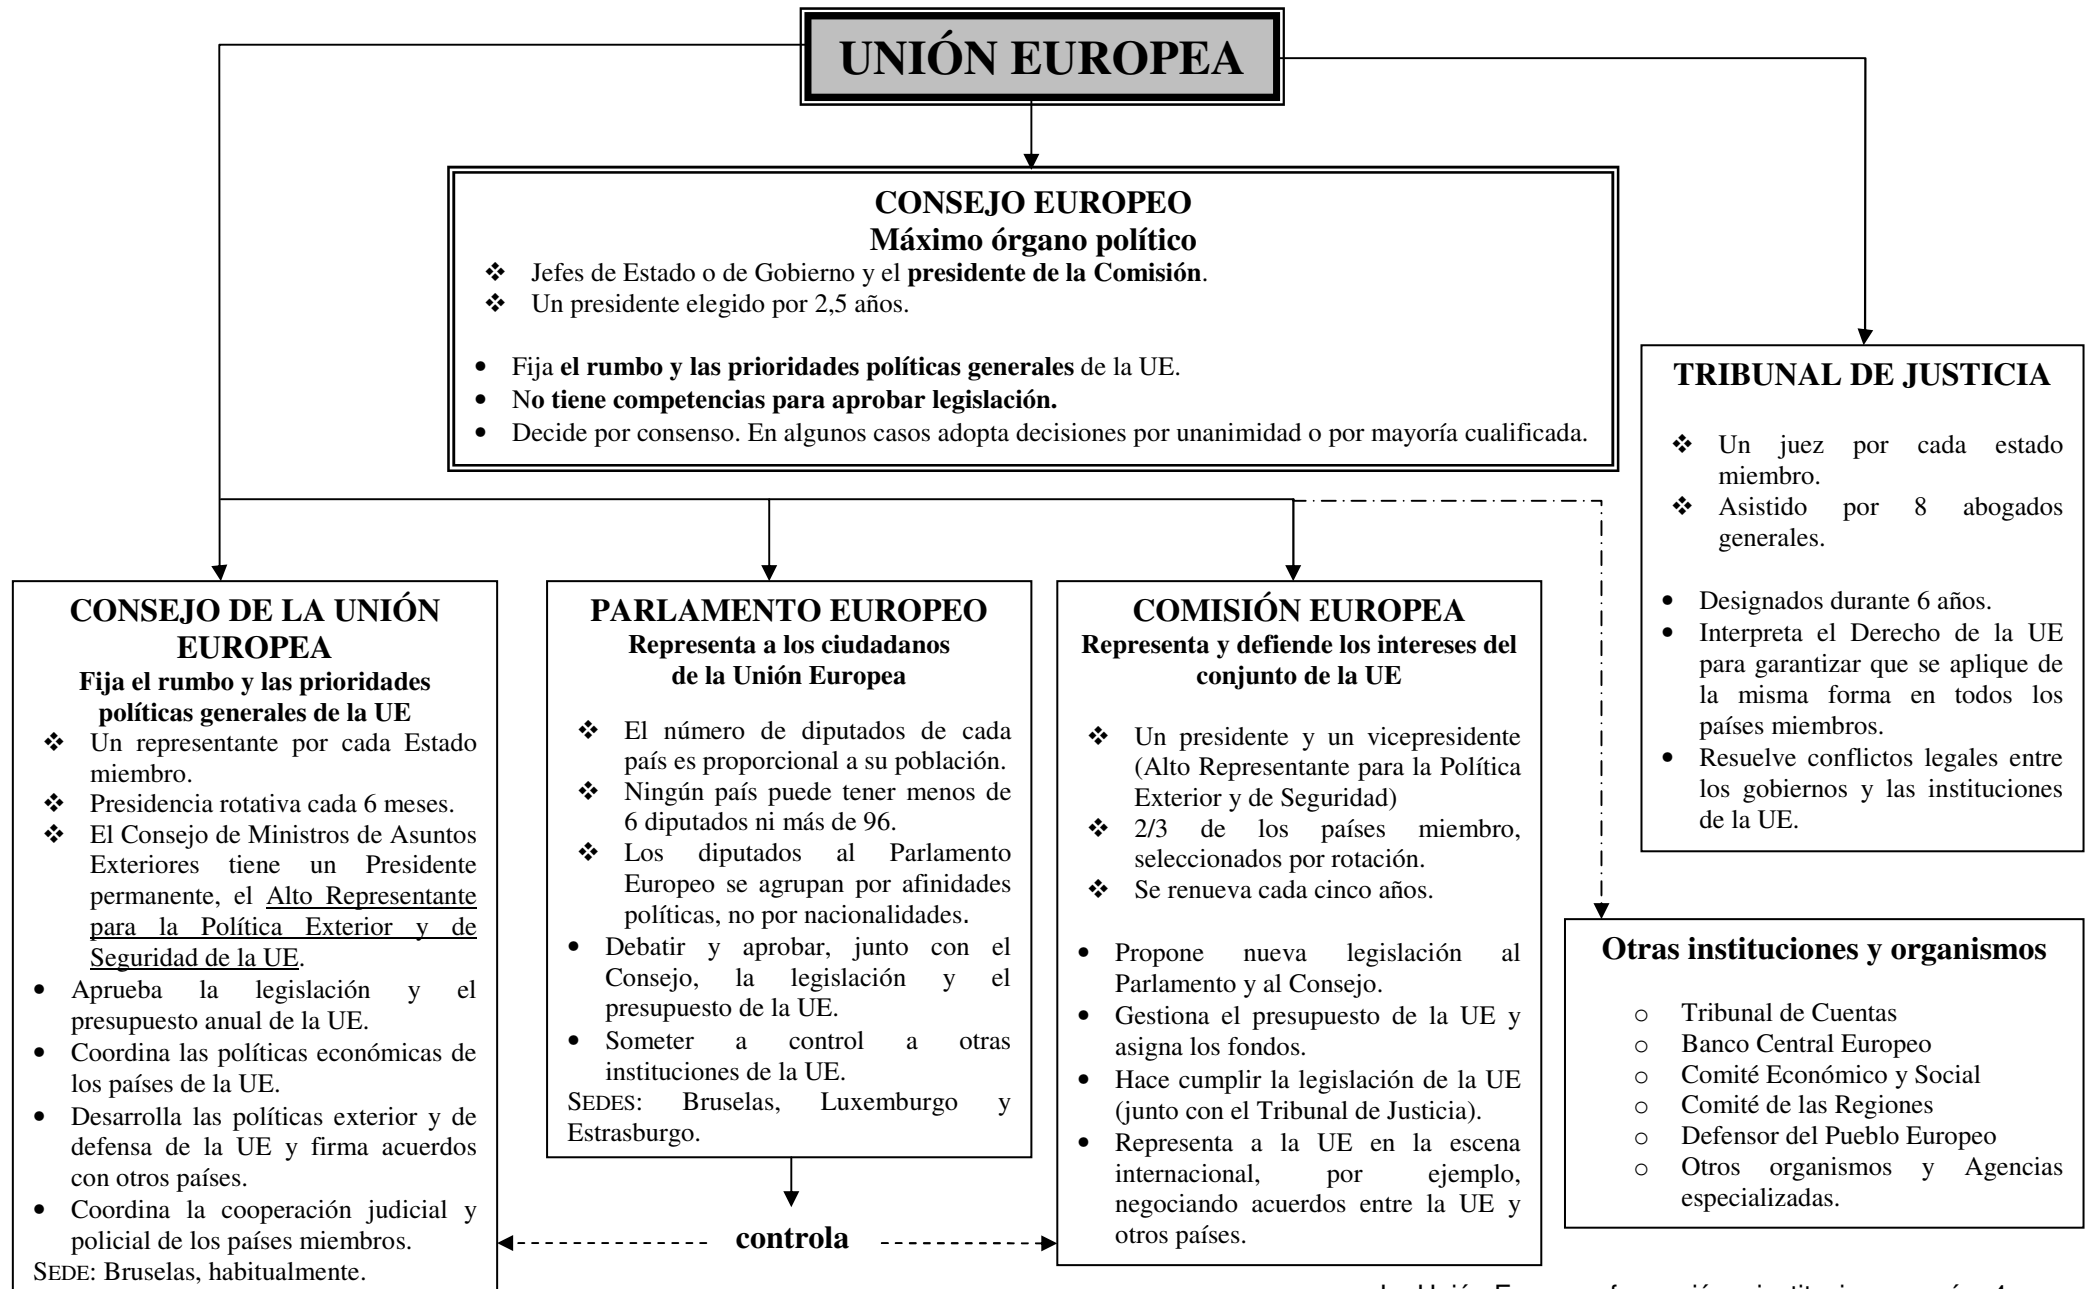 UNIÓN EUROPEA
CONSEJO EUROPEO
Máximo órgano político
❖ Jefes de Estado o de Gobierno y el presidente de la Comisión.
❖ Un presidente elegido por 2,5 años.
• Fija el rumbo y las prioridades políticas generales de la UE.
• No tiene competencias para aprobar legislación.
• Decide por consenso. En algunos casos adopta decisiones por unanimidad o por mayoría cualificada.
TRIBUNAL DE JUSTICIA
❖ Un juez por cada estado
miembro.
❖ Asistido por 8 abogados
generales.
• Designados durante 6 años.
• Interpreta el Derecho de la UE
para garantizar que se aplique de
la misma forma en todos los
países miembros.
• Resuelve conflictos legales entre
los gobiernos y las instituciones
de la UE.
CONSEJO DE LA UNIÓN
EUROPEA
Fija el rumbo y las prioridades
políticas generales de la UE
❖ Un representante por cada Estado
miembro.
❖ Presidencia rotativa cada 6 meses.
❖ El Consejo de Ministros de Asuntos
Exteriores tiene un Presidente
permanente, el Alto Representante
para la Política Exterior y de
Seguridad de la UE.
• Aprueba la legislación y el
presupuesto anual de la UE.
• Coordina las políticas económicas de
los países de la UE.
• Desarrolla las políticas exterior y de
defensa de la UE y firma acuerdos
con otros países.
• Coordina la cooperación judicial y
policial de los países miembros.
SEDE: Bruselas, habitualmente.
PARLAMENTO EUROPEO
Representa a los ciudadanos
de la Unión Europea
❖ El número de diputados de cada
país es proporcional a su población.
❖ Ningún país puede tener menos de
6 diputados ni más de 96.
❖ Los diputados al Parlamento
Europeo se agrupan por afinidades
políticas, no por nacionalidades.
• Debatir y aprobar, junto con el
Consejo, la legislación y el
presupuesto de la UE.
• Someter a control a otras
instituciones de la UE.
SEDES: Bruselas, Luxemburgo y
Estrasburgo.
controla
COMISIÓN EUROPEA
Representa y defiende los intereses del
conjunto de la UE
❖ Un presidente y un vicepresidente
(Alto Representante para la Política
Exterior y de Seguridad)
❖ 2/3 de los países miembro,
seleccionados por rotación.
❖ Se renueva cada cinco años.
• Propone nueva legislación al
Parlamento y al Consejo.
• Gestiona el presupuesto de la UE y
asigna los fondos.
• Hace cumplir la legislación de la UE
(junto con el Tribunal de Justicia).
• Representa a la UE en la escena
internacional, por ejemplo,
negociando acuerdos entre la UE y
otros países.
Otras instituciones y organismos
o Tribunal de Cuentas
o Banco Central Europeo
o Comité Económico y Social
o Comité de las Regiones
o Defensor del Pueblo Europeo
o Otros organismos y Agencias
especializadas.